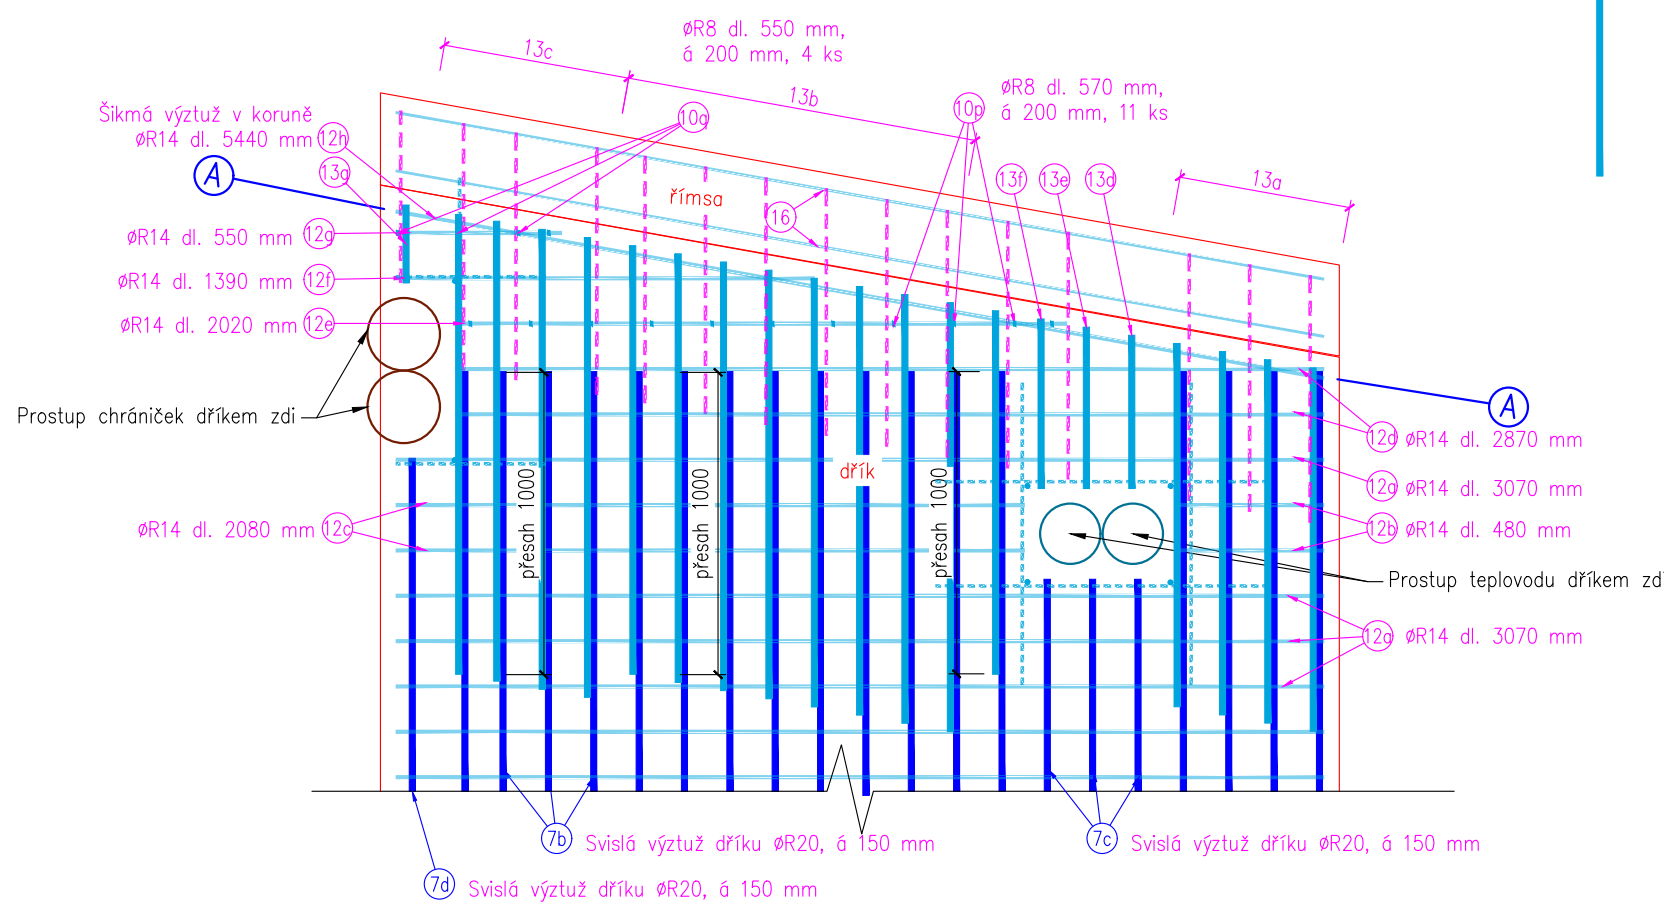 øR8 dl. 550 mm,
á 200 mm, 4 ks
13c
13b
øR8 dl. 570 mm,
á 200 mm, 11 ks
10q
10p
Šikmá výztuž v koruně
øR14 dl. 5440 mm 12h
13g
A
římsa
16
13f
13e
13d
13a
øR14 dl. 550 mm 12g
øR14 dl. 1390 mm 12f
øR14 dl. 2020 mm 12e
Prostup chrániček dříkem zdi
A
12d øR14 dl. 2870 mm
dřík
12a øR14 dl. 3070 mm
přesah 1000
přesah 1000
přesah 1000
øR14 dl. 2080 mm 12c
12b øR14 dl. 480 mm
Prostup teplovodu dříkem zd
12a øR14 dl. 3070 mm
7b Svislá výztuž dříku øR20, á 150 mm
7c Svislá výztuž dříku øR20, á 150 mm
7d Svislá výztuž dříku øR20, á 150 mm